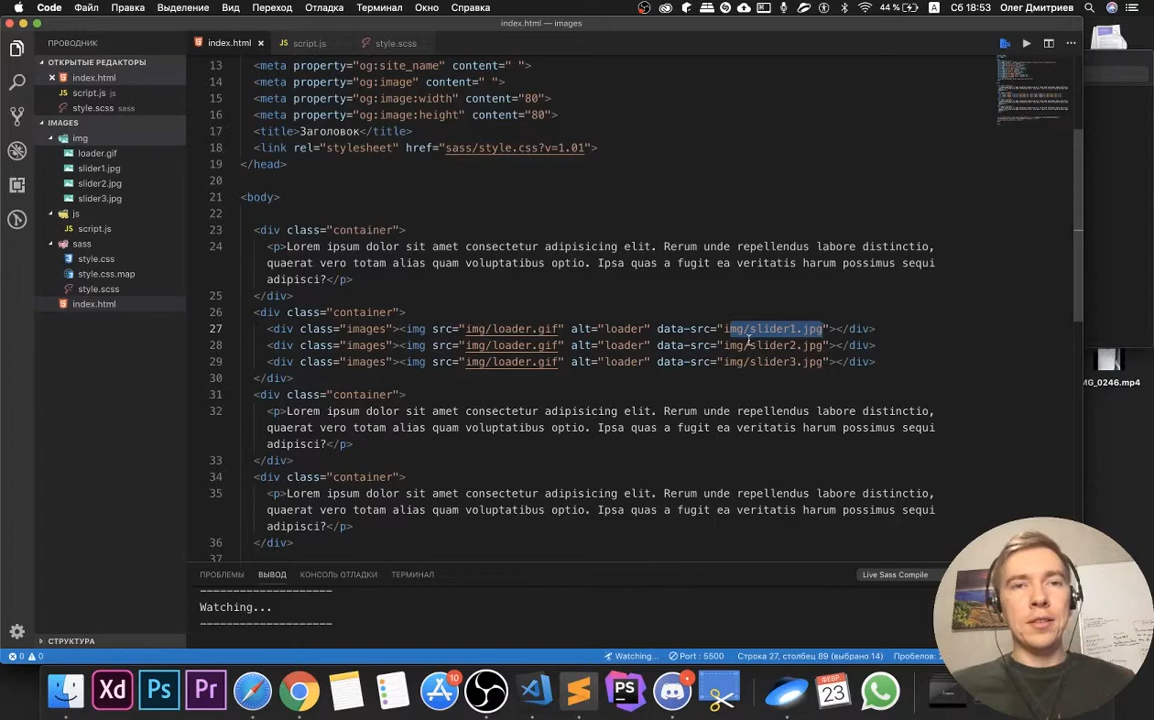 Code Файл Правка Выделение Вид Переход Отладка Терминал Окно Справка 44 % A Сб 18:53 Олег Дмитриев
index.html — images
ПРОВОДНИК
index.html script.js style.scss
ОТКРЫТЫЕ РЕДАКТОРЫ
index.html
script.js js
style.scss sass
IMAGES
img
loader.gif
slider1.jpg
slider2.jpg
slider3.jpg
js
script.js
sass
style.css
style.css.map
style.scss
index.html
СТРУКТУРА
13 <meta property="og:site_name" content=" ">
14 <meta property="og:image" content=" ">
15 <meta property="og:image:width" content="80">
16 <meta property="og:image:height" content="80">
17 <title>Заголовок</title>
18 <link rel="stylesheet" href="sass/style.css?v=1.01">
19 </head>
20
21 <body>
22
23 <div class="container">
24 <p>Lorem ipsum dolor sit amet consectetur adipisicing elit. Rerum unde repellendus labore distinctio,
quaerat vero totam alias quam voluptatibus optio. Ipsa quas a fugit ea veritatis harum possimus sequi
adipisci?</p>
25 </div>
26 <div class="container">
27 <div class="images"><img src="img/loader.gif" alt="loader" data-src="img/slider1.jpg"></div>
28 <div class="images"><img src="img/loader.gif" alt="loader" data-src="img/slider2.jpg"></div>
29 <div class="images"><img src="img/loader.gif" alt="loader" data-src="img/slider3.jpg"></div>
30 </div>
31 <div class="container">
32 <p>Lorem ipsum dolor sit amet consectetur adipisicing elit. Rerum unde repellendus labore distinctio,
quaerat vero totam alias quam voluptatibus optio. Ipsa quas a fugit ea veritatis harum possimus sequi
adipisci?</p>
33 </div>
34 <div class="container">
35 <p>Lorem ipsum dolor sit amet consectetur adipisicing elit. Rerum unde repellendus labore distinctio,
quaerat vero totam alias quam voluptatibus optio. Ipsa quas a fugit ea veritatis harum possimus sequi
adipisci?</p>
36 </div>
37
ПРОБЛЕМЫ ВЫВОД КОНСОЛЬ ОТЛАДКИ ТЕРМИНАЛ Live Sass Compile
--------------------
Watching...
--------------------
0 0 Watching... Port : 5500 Строка 27, столбец 89 (выбрано 14) Пробелов:
MG_0246.mp4
Xd Ps Pr 10 ФЕВР 23 PS